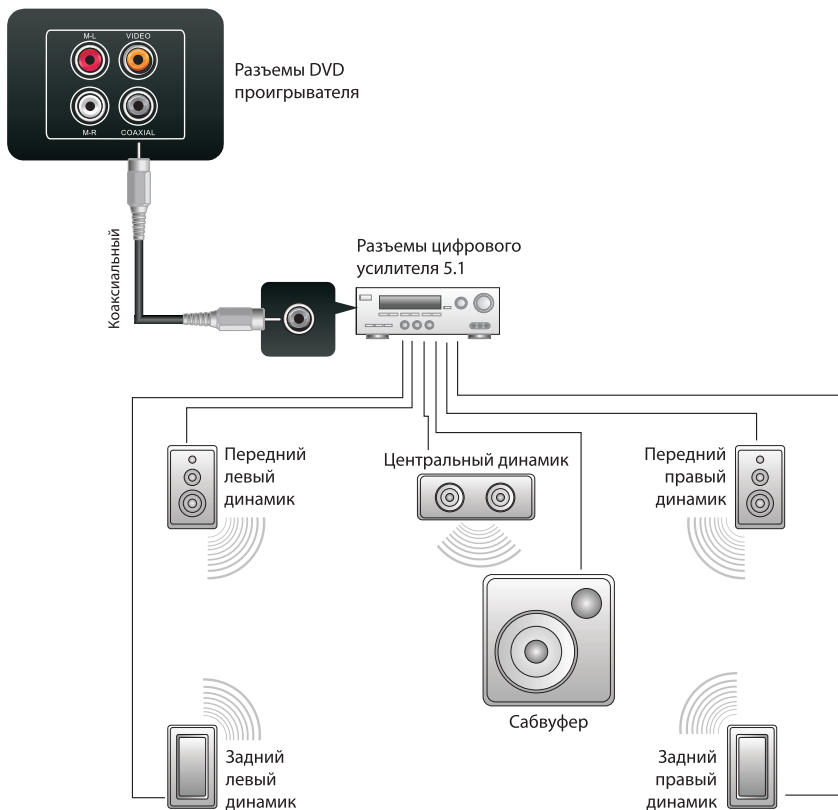 M-L VIDEO
M-R COAXIAL
Разъемы DVD
проигрывателя
Коаксиальный
Разъемы цифрового
усилителя 5.1
Передний
левый
динамик
Центральный динамик
Передний
правый
динамик
Сабвуфер
Задний
левый
динамик
Задний
правый
динамик